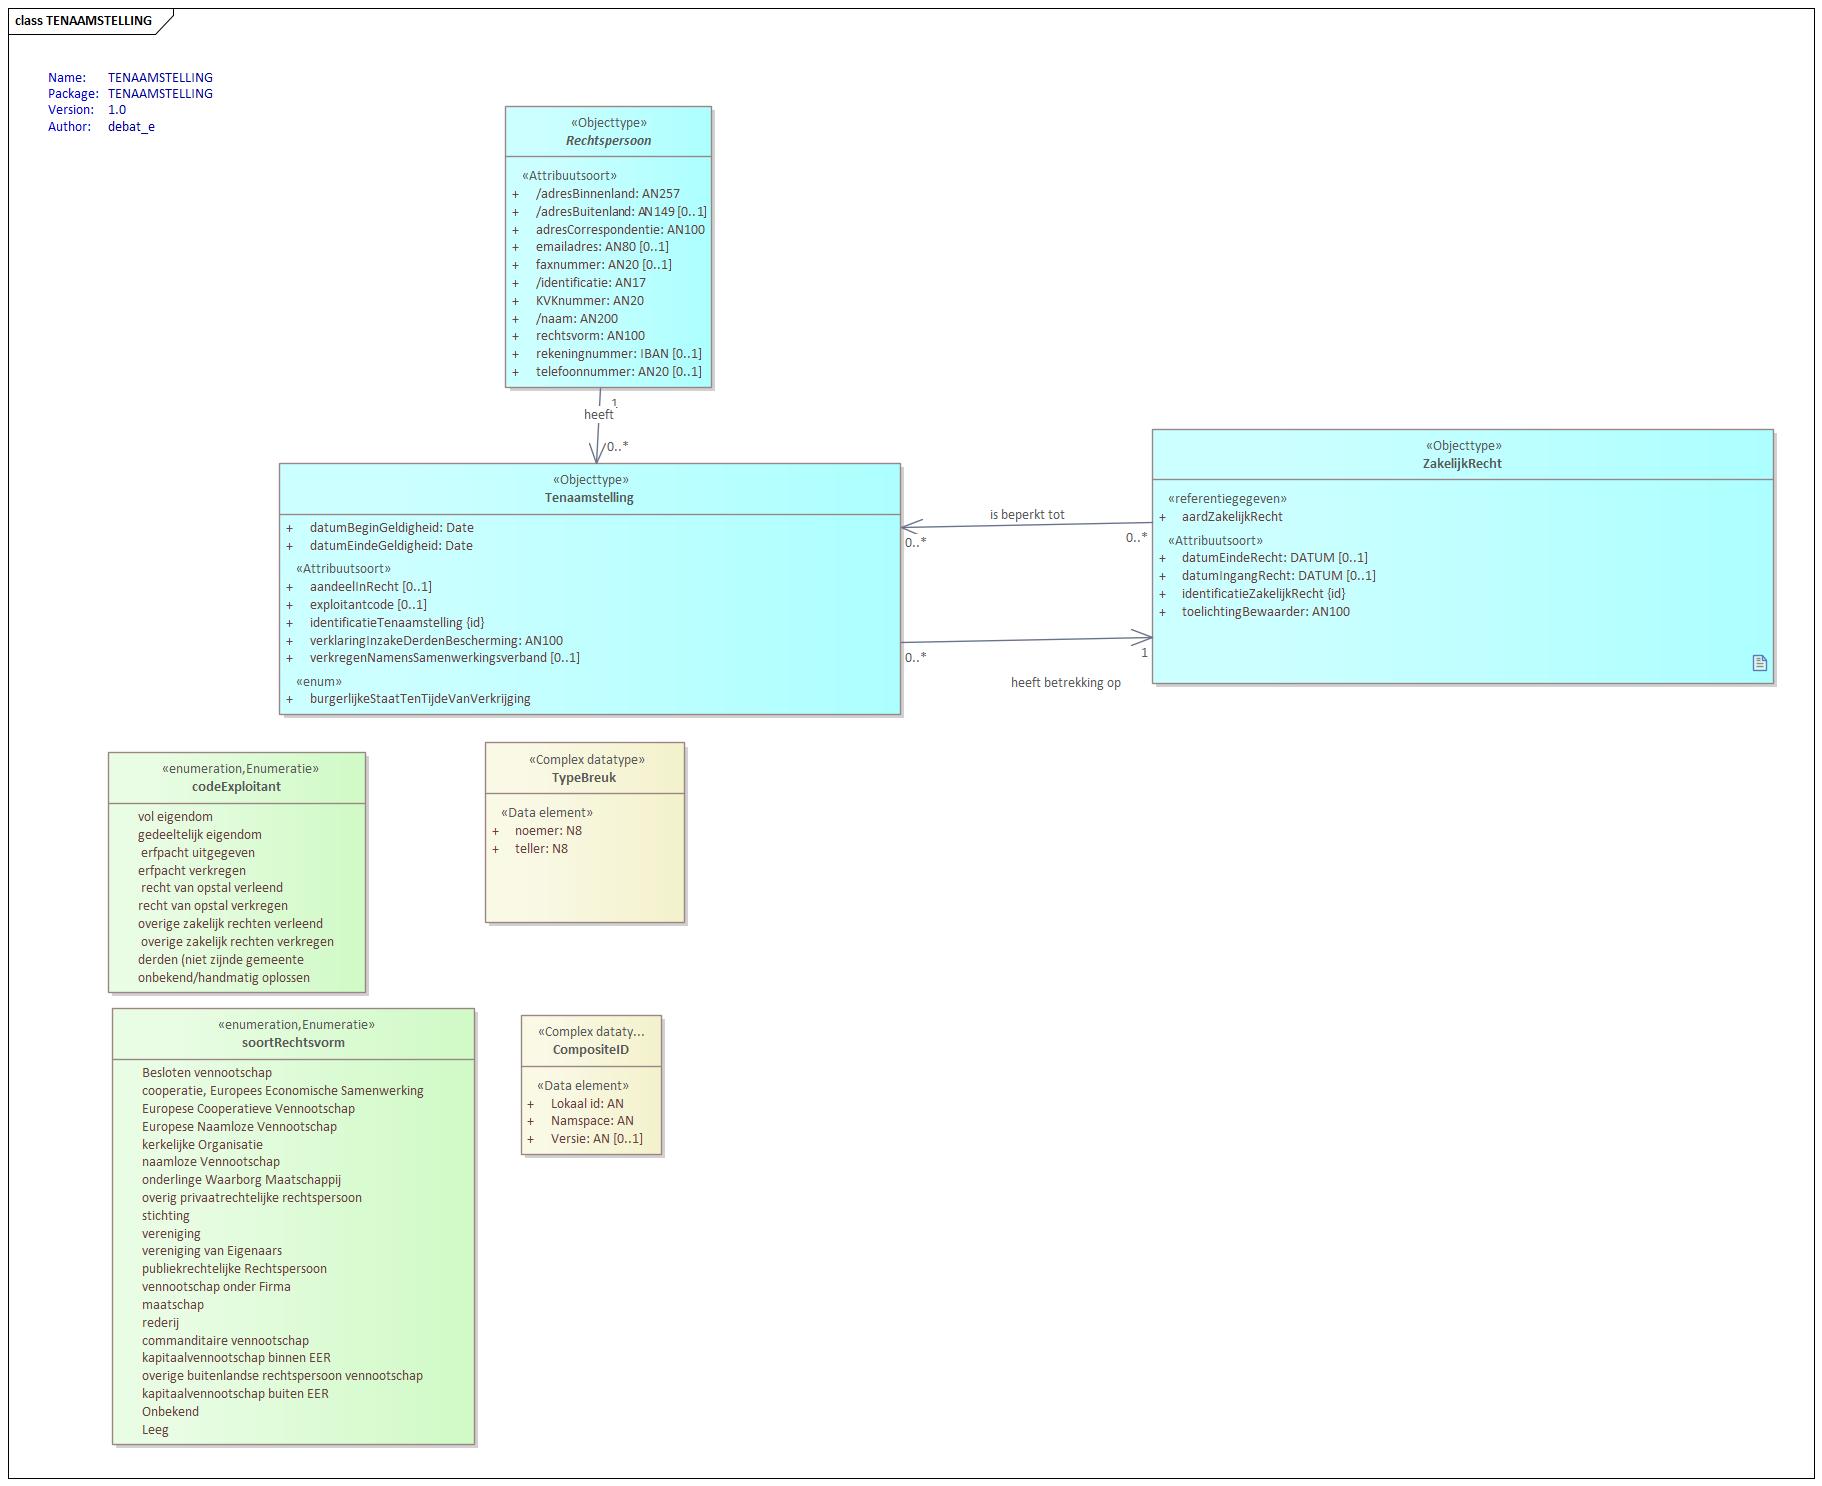 class TENAAMSTELLING
Name: TENAAMSTELLING
Package: TENAAMSTELLING
Version: 1.0
Author: debat_e
«Objecttype»
Rechtspersoon
«Attribuutsoort»
+ /adresBinnenland: AN257
+ /adresBuitenland: AN149 [0..1]
+ adresCorrespondentie: AN100
+ emailadres: AN80 [0..1]
+ faxnummer: AN20 [0..1]
+ /identificatie: AN17
+ KVKnummer: AN20
+ /naam: AN200
+ rechtsvorm: AN100
+ rekeningnummer: IBAN [0..1]
+ telefoonnummer: AN20 [0..1]
1
heeft
0..*
«Objecttype»
Tenaamstelling
+ datumBeginGeldigheid: Date
+ datumEindeGeldigheid: Date
«Attribuutsoort»
+ aandeelInRecht [0..1]
+ exploitantcode [0..1]
+ identificatieTenaamstelling {id}
+ verklaringInzakeDerdenBescherming: AN100
+ verkregenNamensSamenwerkingsverband [0..1]
«enum»
+ burgerlijkeStaatTenTijdeVanVerkrijging
is beperkt tot
0..*
0..*
0..*
1
heeft betrekking op
«Objecttype»
ZakelijkRecht
«referentiegegeven»
+ aardZakelijkRecht
«Attribuutsoort»
+ datumEindeRecht: DATUM [0..1]
+ datumIngangRecht: DATUM [0..1]
+ identificatieZakelijkRecht {id}
+ toelichtingBewaarder: AN100
«enumeration,Enumeratie»
codeExploitant
vol eigendom
gedeeltelijk eigendom
erfpacht uitgegeven
erfpacht verkregen
recht van opstal verleend
recht van opstal verkregen
overige zakelijk rechten verleend
overige zakelijk rechten verkregen
derden (niet zijnde gemeente
onbekend/handmatig oplossen
«Complex datatype»
TypeBreuk
«Data element»
+ noemer: N8
+ teller: N8
«enumeration,Enumeratie»
soortRechtsvorm
Besloten vennootschap
cooperatie, Europees Economische Samenwerking
Europese Cooperatieve Vennootschap
Europese Naamloze Vennootschap
kerkelijke Organisatie
naamloze Vennootschap
onderlinge Waarborg Maatschappij
overig privaatrechtelijke rechtspersoon
stichting
vereniging
vereniging van Eigenaars
publiekrechtelijke Rechtspersoon
vennootschap onder Firma
maatschap
rederij
commanditaire vennootschap
kapitaalvennootschap binnen EER
overige buitenlandse rechtspersoon vennootschap
kapitaalvennootschap buiten EER
Onbekend
Leeg
«Complex dataty...
CompositeID
«Data element»
+ Lokaal id: AN
+ Namspace: AN
+ Versie: AN [0..1]